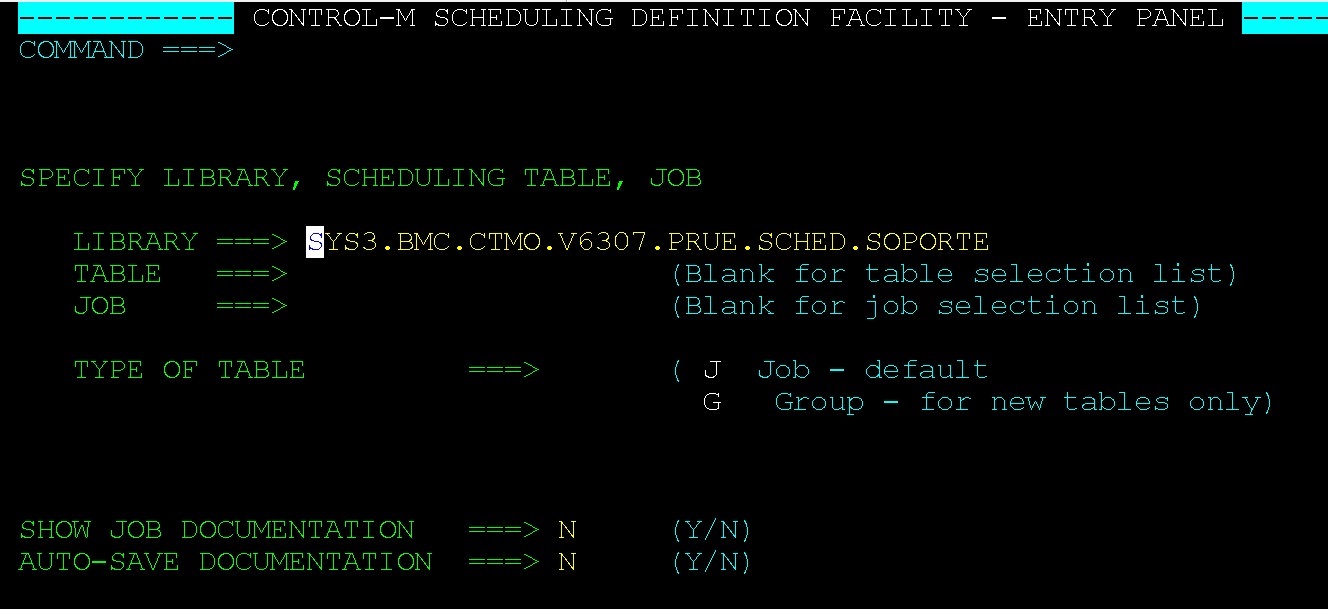 ------------ CONTROL-M SCHEDULING DEFINITION FACILITY - ENTRY PANEL -----
COMMAND ===>
SPECIFY LIBRARY, SCHEDULING TABLE, JOB
LIBRARY ===> SYS3.BMC.CTMO.V6307.PRUE.SCHED.SOPORTE
TABLE ===> (Blank for table selection list)
JOB ===> (Blank for job selection list)
TYPE OF TABLE ===> ( J Job - default
G Group - for new tables only)
SHOW JOB DOCUMENTATION ===> N (Y/N)
AUTO-SAVE DOCUMENTATION ===> N (Y/N)